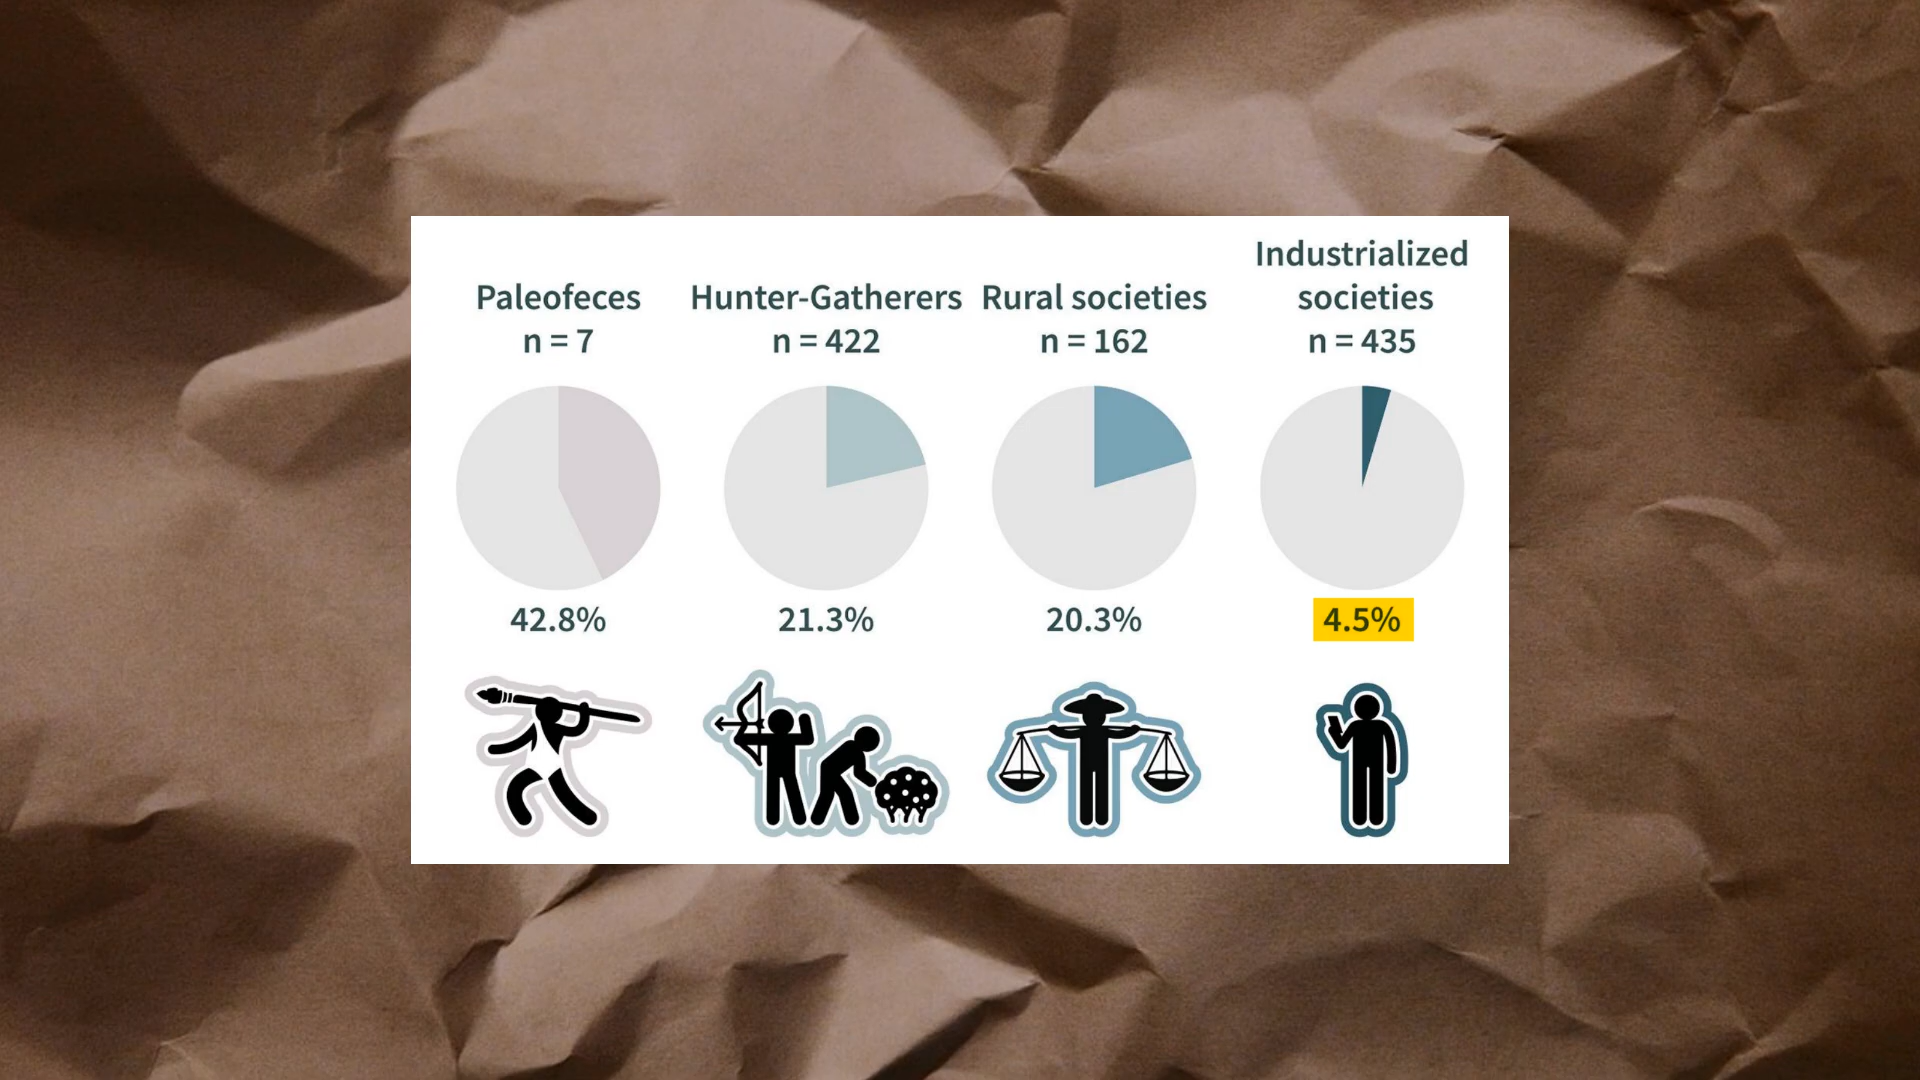 Paleofeces
n = 7
42.8%
Hunter-Gatherers
n = 422
21.3%
Rural societies
n = 162
20.3%
Industrialized
societies
n = 435
4.5%